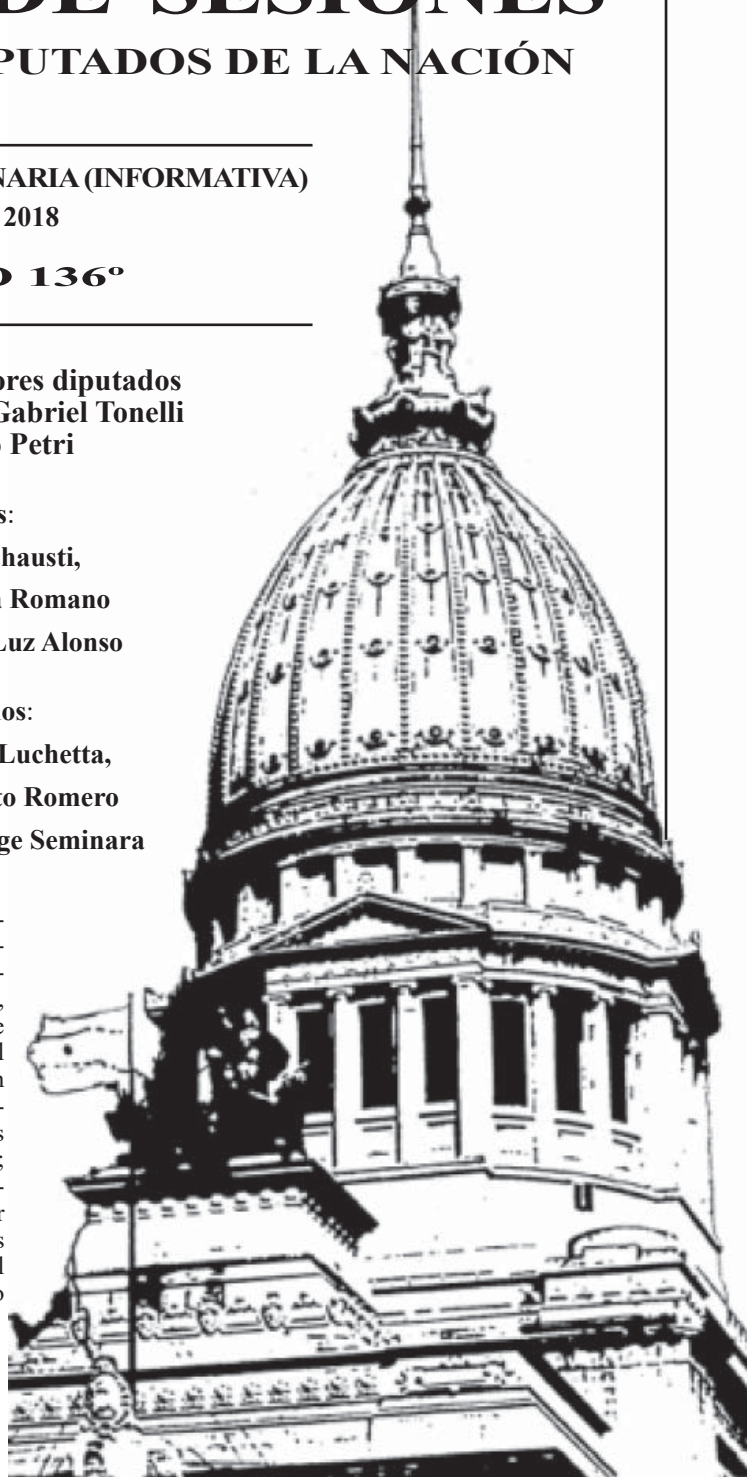 DE SESIONES
PUTADOS DE LA NACIÓN
NARIA (INFORMATIVA)
2018
O 136º
ores diputados
Gabriel Tonelli
o Petri
s:
hausti,
a Romano
Luz Alonso
ios:
Luchetta,
to Romero
ge Seminara
-
-
-
,
e
l
n
-
s
;
-
r
s
l
o